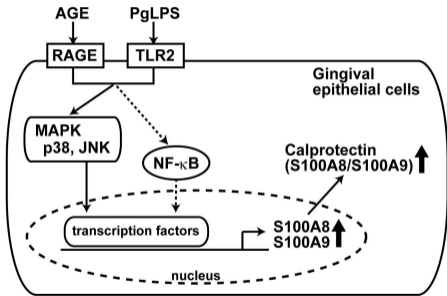 AGE PgLPS
RAGE TLR2
Gingival
epithelial cells
MAPK
p38, JNK
NF-κB
Calprotectin
(S100A8/S100A9)
transcription factors
S100A8
S100A9
nucleus